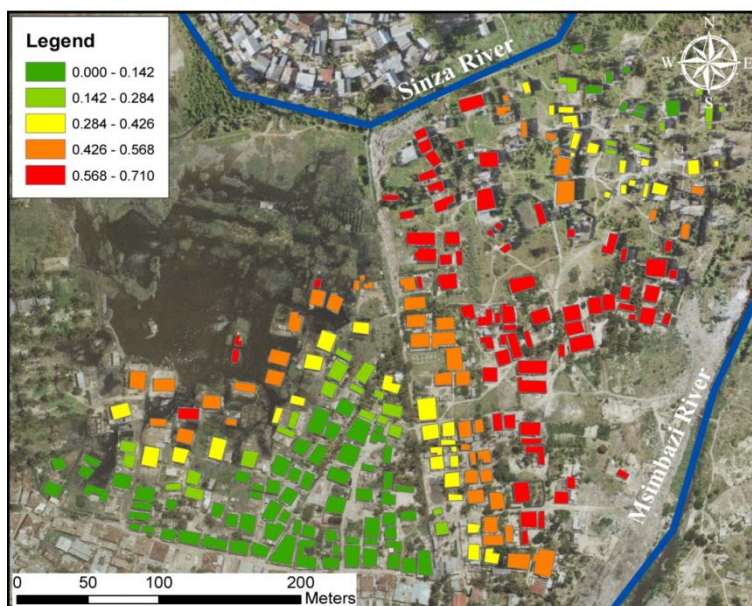 Legend
0.000 - 0.142
0.142 - 0.284
0.284 - 0.426
0.426 - 0.568
0.568 - 0.710
Sinza River
N
W E
S
Msimbazi River
0 50 100 200
Meters